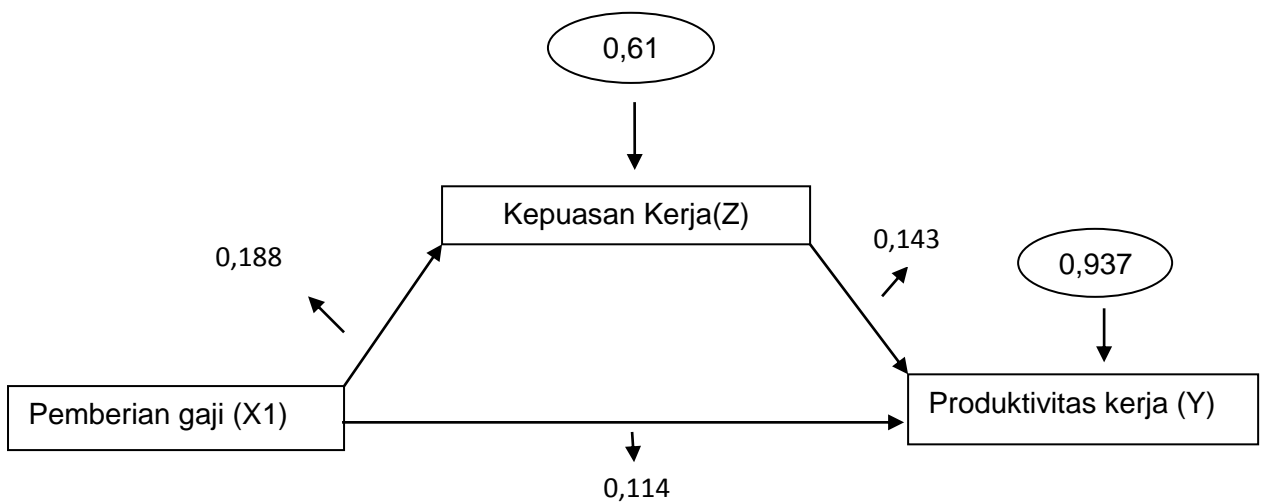 0,61
Kepuasan Kerja(Z)
0,188
0,143
0,937
Pemberian gaji (X1)
Produktivitas kerja (Y)
0,114